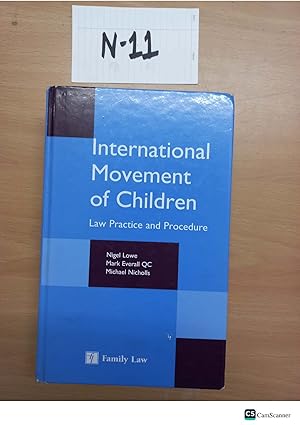 N-11
International
Movement
of Children
Law Practice and Procedure
Nigel Lowe
Mark Everall QC
Michael Nicholls
Family Law
CS CamScanner